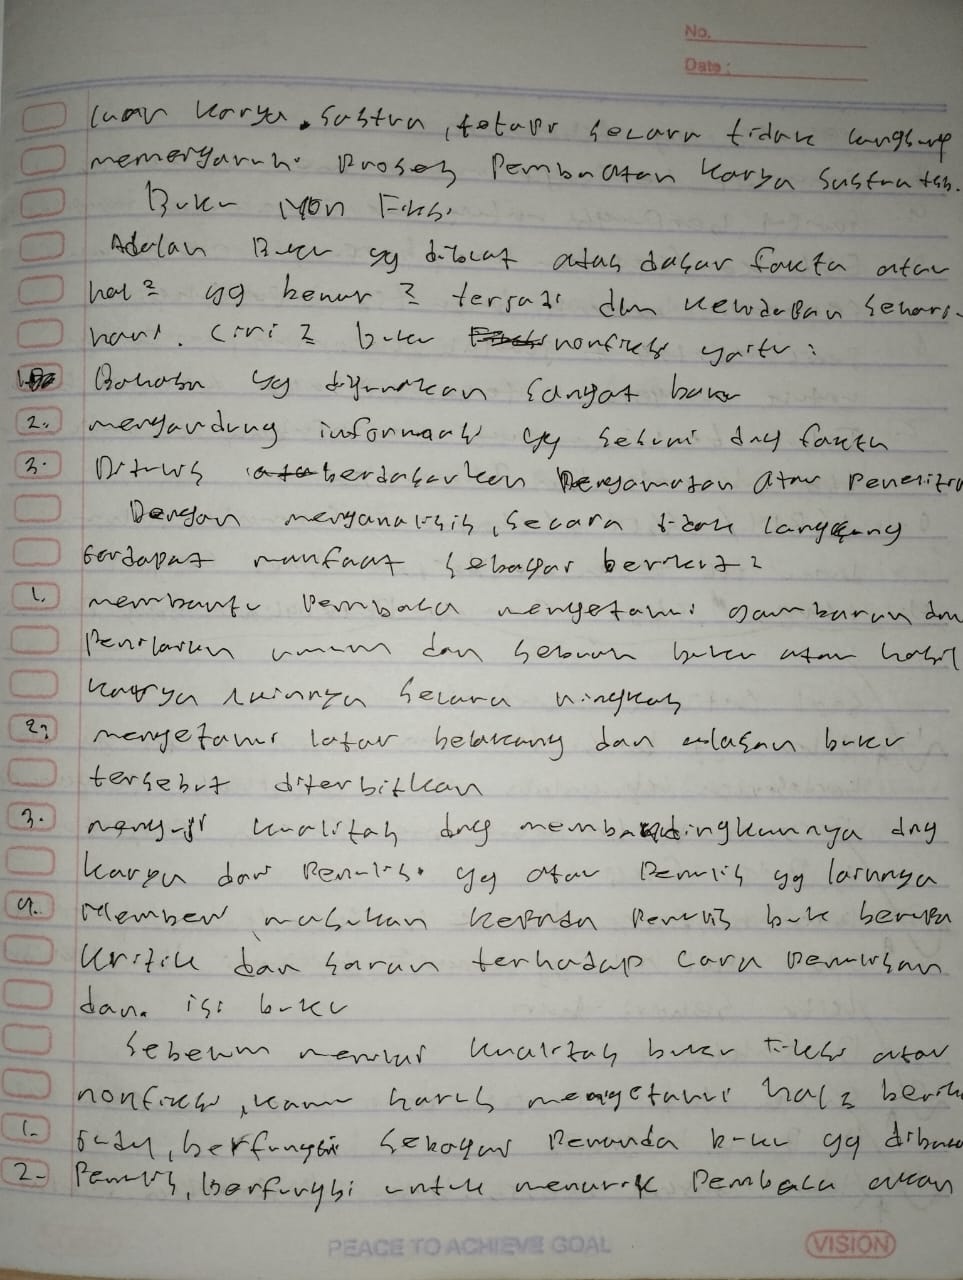 No.
Date:
luar karya sastra, tetapi secara tidak langsung
memengaruhi proses pembuatan karya sastra tsb.
Buku Non Fiksi
Adalah Buku yg dibuat atas dasar fakta atau
hal2 yg benar2 terjadi dlm kehidupan sehari-
hari. Ciri2 buku nonfiksi yaitu:
1. Bahasa yg digunakan sangat baku
2. mengandung informasi yg sesuai dng fakta
3. Ditulis berdasarkan pengamatan atau penelitian
Dengan menganalisis, secara tidak langsung
terdapat manfaat sebagai berikut2
1. membantu pembaca mengetahui gambaran dan
penilaian umum dan sebuah buku atau hasil
karya lainnya secara ringkas
2. mengetahui latar belakang dan alasan buku
tersebut diterbitkan
3. menguji kualitas dng membandingkannya dng
karya dari penulis yg atau penulis yg lainnya
4. Memberi masukan kepada penulis buku berupa
kritik dan saran terhadap cara penulisan
dan isi buku
Sebelum menilai kualitas buku fiksi atau
nonfiksi, kamu harus mengetahui hal2 berikut
1. judul, berfungsi sebagai penanda buku yg dibuat
2. Penulis, berfungsi untuk menarik pembaca akan
PEACE TO ACHIEVE GOAL
VISION